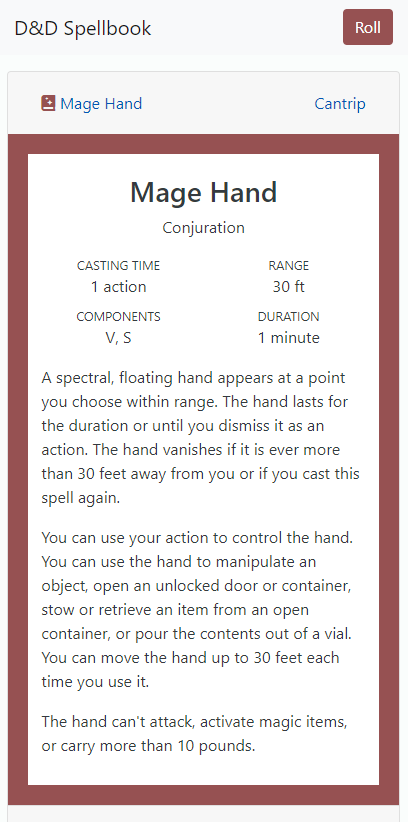 D&D Spellbook
Roll
Mage Hand
Cantrip
Mage Hand
Conjuration
CASTING TIME
RANGE
1 action
30 ft
COMPONENTS
DURATION
V, S
1 minute
A spectral, floating hand appears at a point
you choose within range. The hand lasts for
the duration or until you dismiss it as an
action. The hand vanishes if it is ever more
than 30 feet away from you or if you cast this
spell again.
You can use your action to control the hand.
You can use the hand to manipulate an
object, open an unlocked door or container,
stow or retrieve an item from an open
container, or pour the contents out of a vial.
You can move the hand up to 30 feet each
time you use it.
The hand can't attack, activate magic items,
or carry more than 10 pounds.